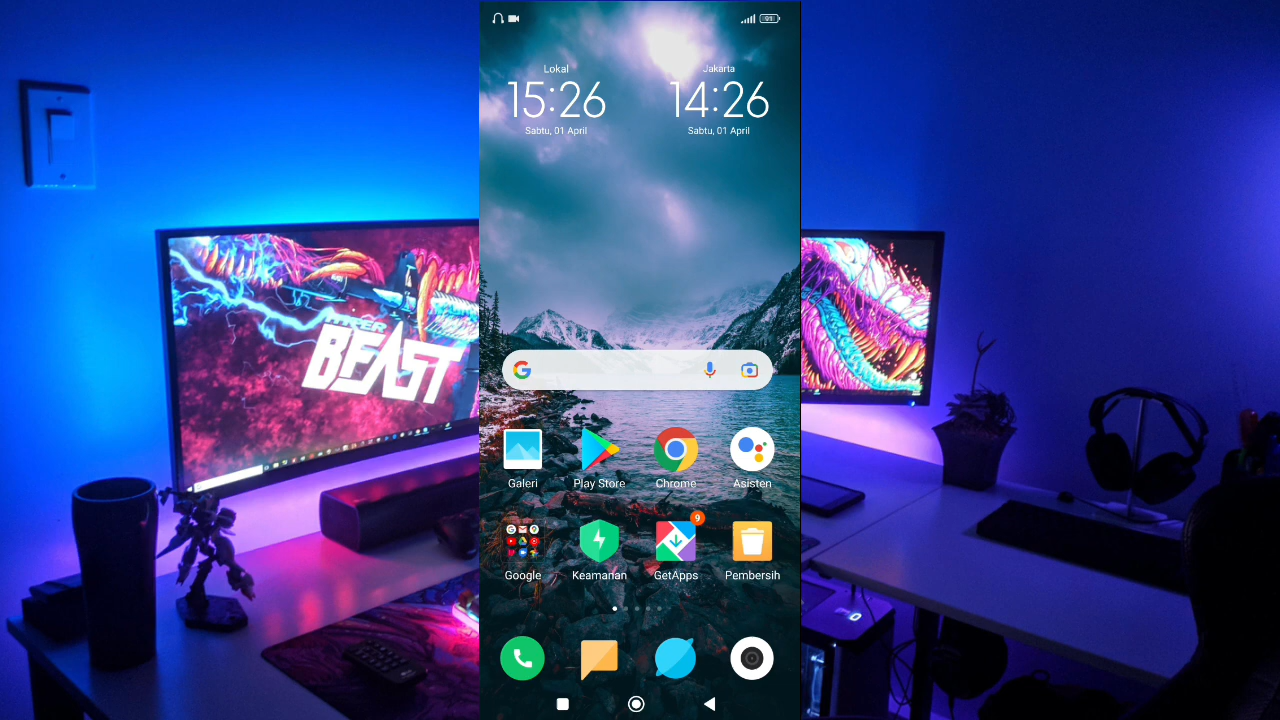 Lokal
Jakarta
15:26
14:26
Sabtu, 01 April
Sabtu, 01 April
HYPER
BEAST
Galeri
Play Store
Chrome
Asisten
9
Google
Keamanan
GetApps
Pembersih